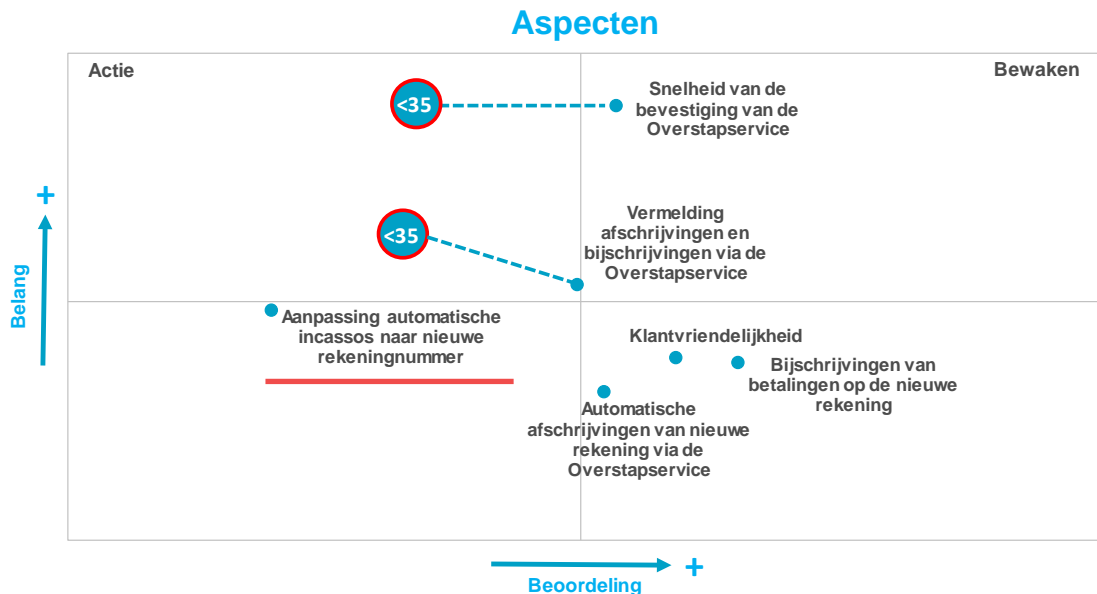 Aspecten
Actie
Bewaken
<35
Snelheid van de
bevestiging van de
Overstapservice
+
<35
Vermelding
afschrijvingen en
bijschrijvingen via de
Overstapservice
Belang
Aanpassing automatische
incassos naar nieuwe
rekeningnummer
Klantvriendelijkheid
Bijschrijvingen van
betalingen op de nieuwe
rekening
Automatische
afschrijvingen van nieuwe
rekening via de
Overstapservice
+
Beoordeling